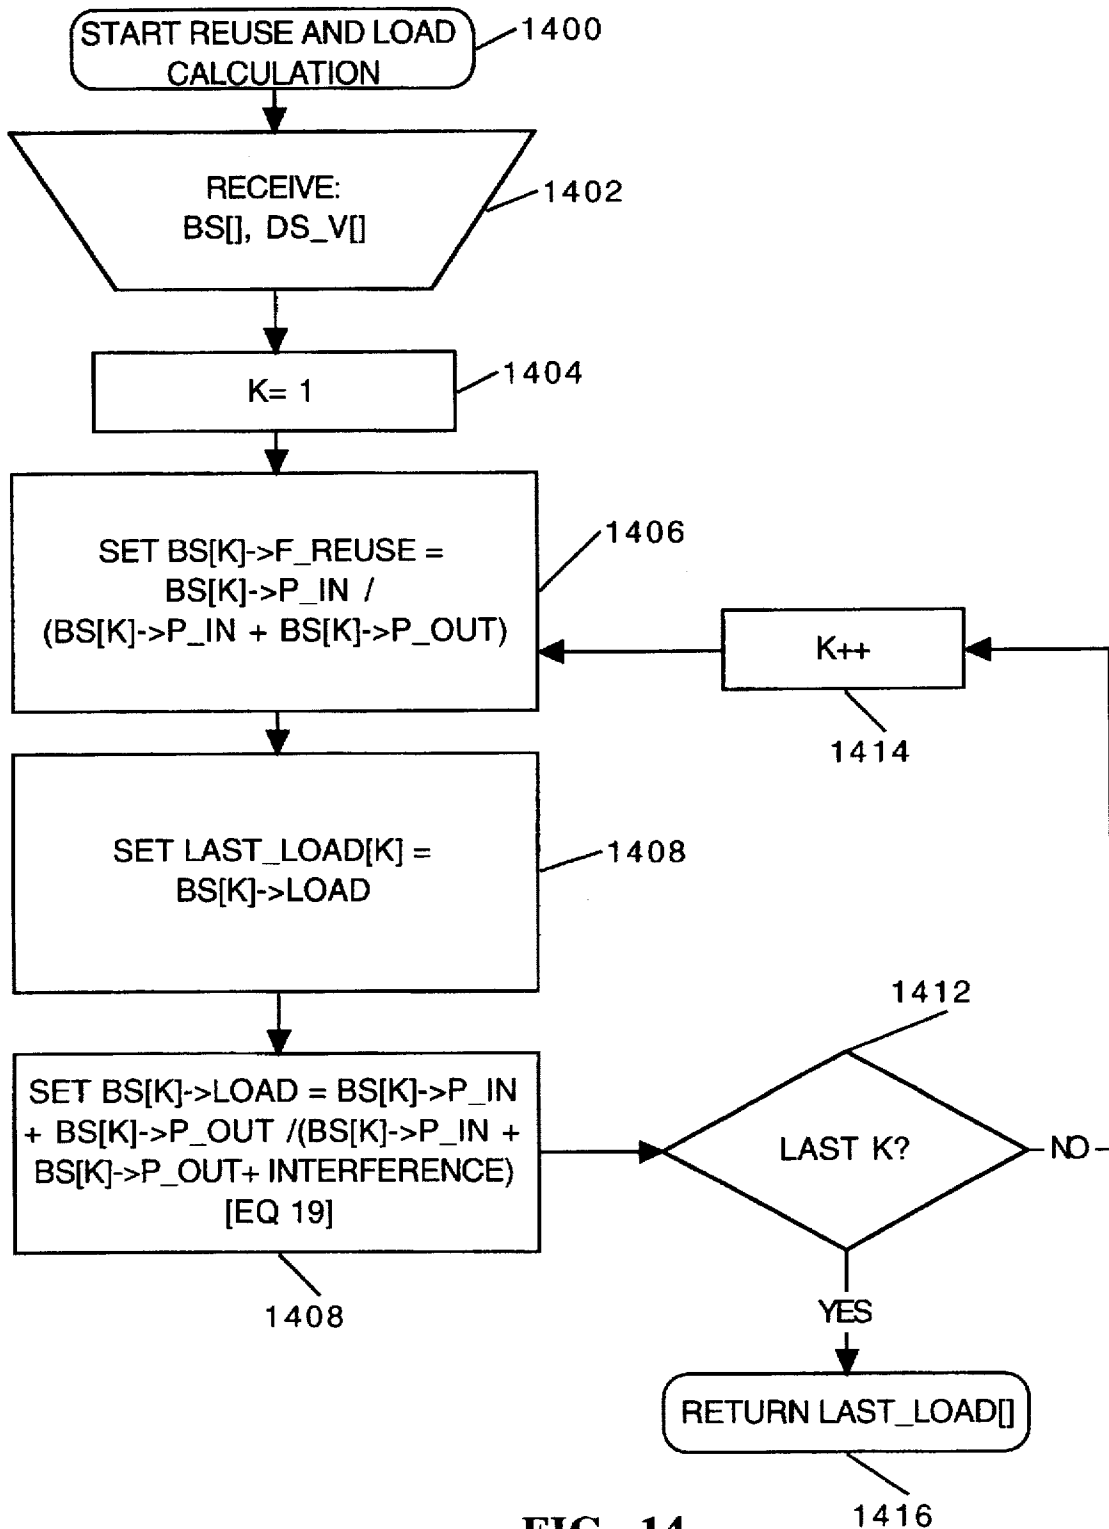 START REUSE AND LOAD
CALCULATION
1400
RECEIVE:
BS[], DS_V[]
1402
K= 1
1404
SET BS[K]->F_REUSE =
BS[K]->P_IN /
(BS[K]->P_IN + BS[K]->P_OUT)
1406
K++
1414
SET LAST_LOAD[K] =
BS[K]->LOAD
1408
SET BS[K]->LOAD = BS[K]->P_IN
+ BS[K]->P_OUT /(BS[K]->P_IN +
BS[K]->P_OUT+ INTERFERENCE)
[EQ 19]
1408
1412
LAST K?
NO
YES
RETURN LAST_LOAD[]
1416
FIG. 14